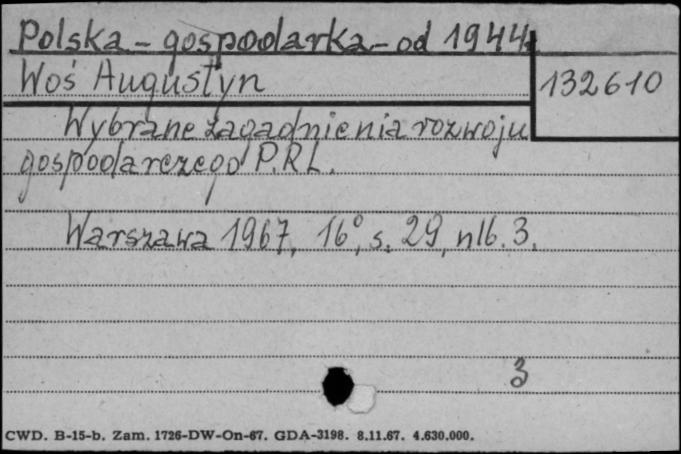 Polska – gospodarka – od 1944
Woś Augustyn
132610
Wybrane zagadnienia rozwoju
gospodarczego P.R.L.
Warszawa 1967, 16°, s. 29, nlb. 3.
3
CWD. B-15-b. Zam. 1726-DW-On-67. GDA-3198. 8.11.67. 4.630.000.